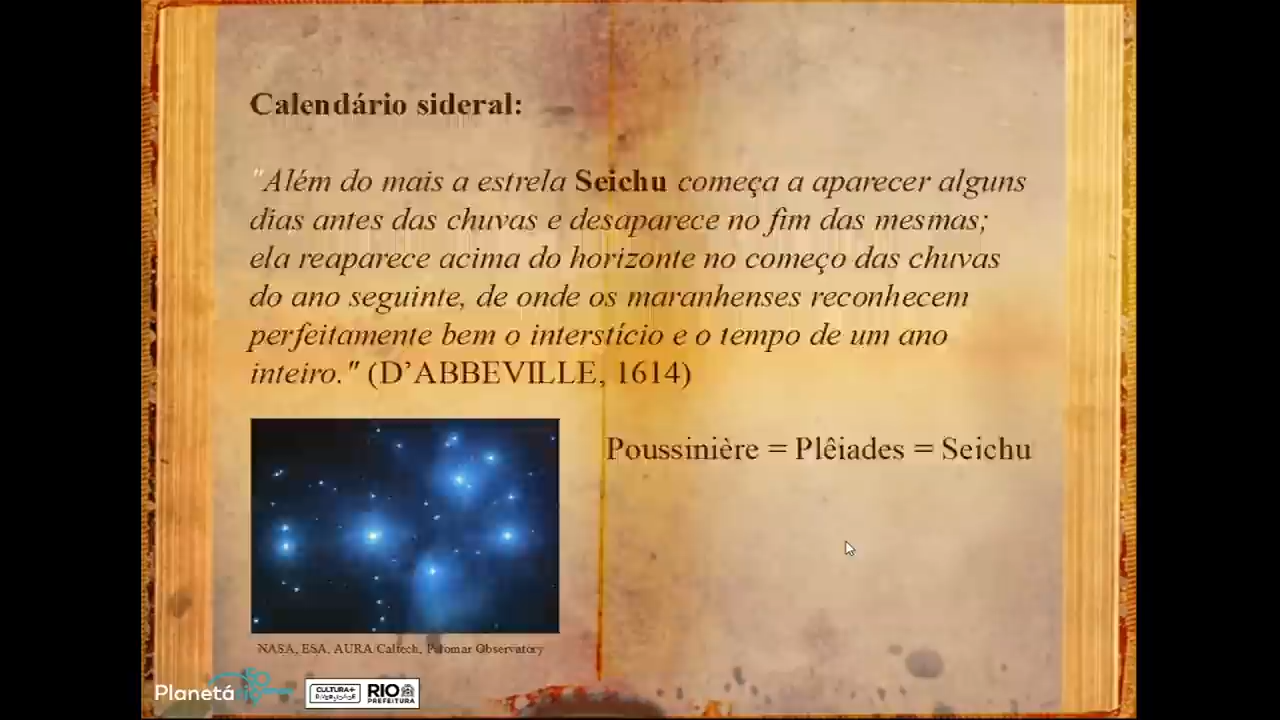 Calendário sideral:
"Além do mais a estrela Seichu começa a aparecer alguns
dias antes das chuvas e desaparece no fim das mesmas;
ela reaparece acima do horizonte no começo das chuvas
do ano seguinte, de onde os maranhenses reconhecem
perfeitamente bem o interstício e o tempo de um ano
inteiro." (D’ABBEVILLE, 1614)
Poussinière = Plêiades = Seichu
NASA, ESA, AURA/Caltech, Palomar Observatory
Planetário
CULTURA+
DIVERSIDADE
RIO
PREFEITURA